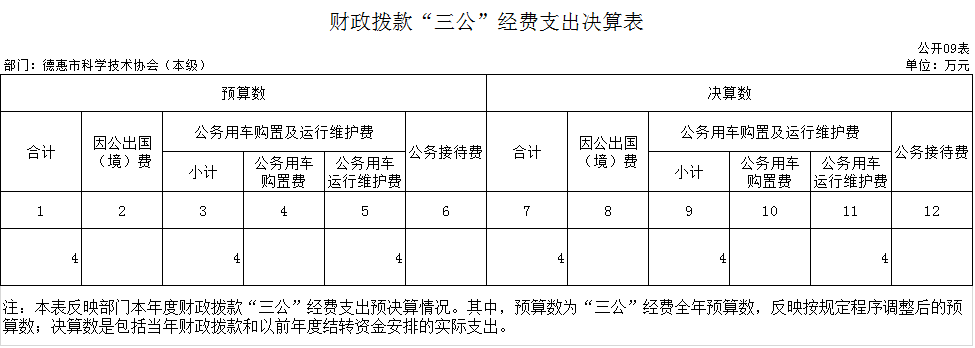 财政拨款“三公”经费支出决算表
公开09表
部门：德惠市科学技术协会（本级）
单位：万元
预算数
决算数
合计
因公出国
（境）费
公务用车购置及运行维护费
公务接待费
小计
公务用车
购置费
公务用车
运行维护费
合计
因公出国
（境）费
公务用车购置及运行维护费
公务接待费
小计
公务用车
购置费
公务用车
运行维护费
1 2 3 4 5 6 7 8 9 10 11 12
4 4 4 4 4 4
注：本表反映部门本年度财政拨款“三公”经费支出预决算情况。其中，预算数为“三公”经费全年预算数，反映按规定程序调整后的预
算数；决算数是包括当年财政拨款和以前年度结转资金安排的实际支出。